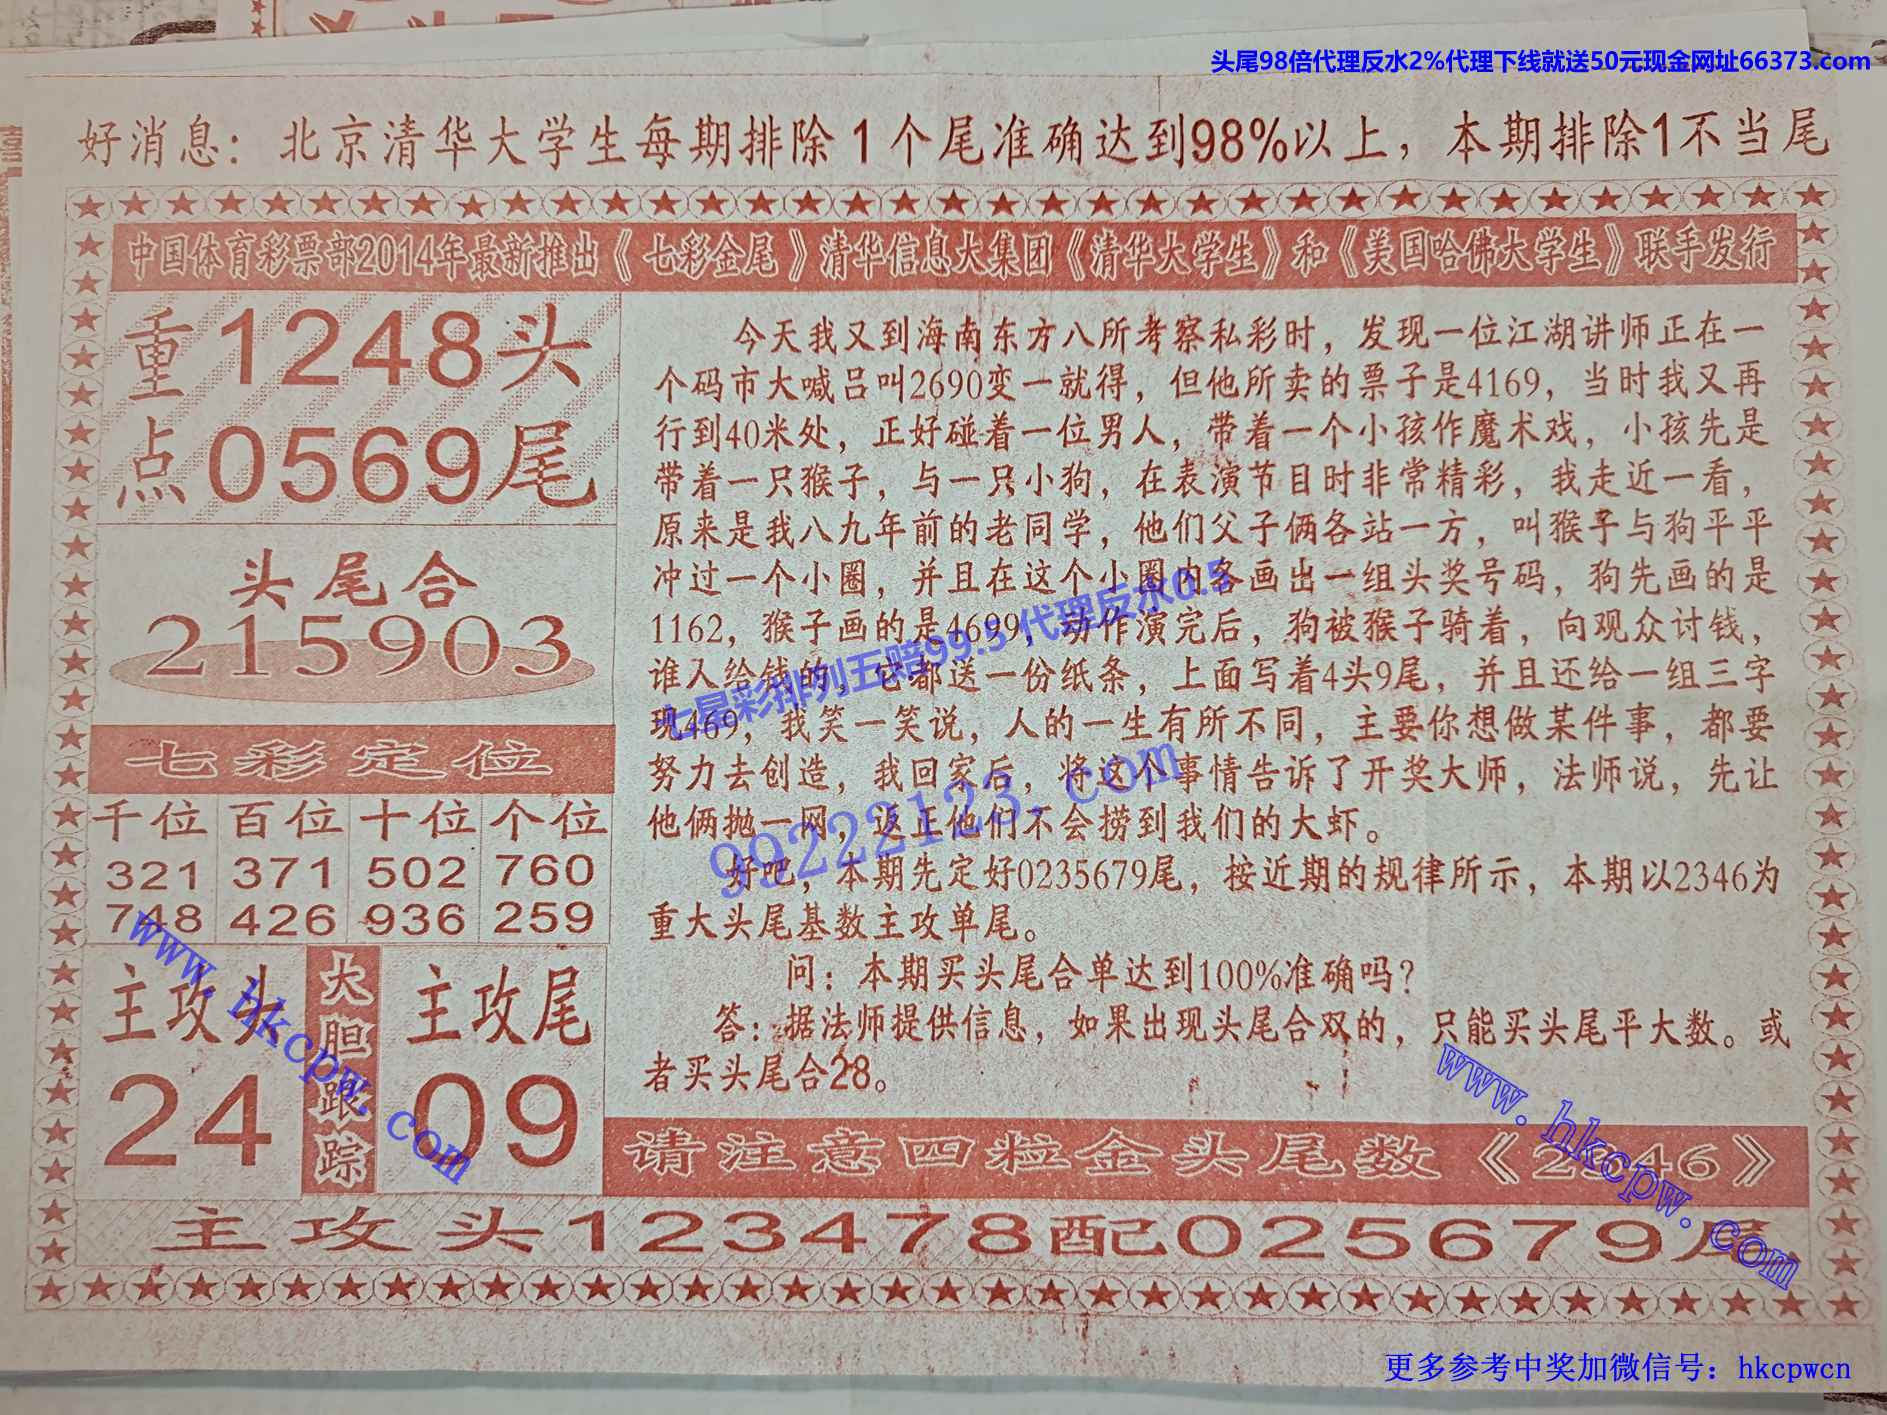 头尾98倍代理反水2%代理下线就送50元现金网址66373.com
好消息：北京清华大学生每期排除1个尾准确达到98%以上，本期排除1不当尾
中国体育彩票部2014年最新推出《七彩金尾》清华信息大集团《清华大学生》和《美国哈佛大学生》联手发行
重点
1248头
0569尾
头尾合
215903
七彩定位
千位 百位 十位 个位
321 371 502 760
748 426 936 259
主攻头
24
大胆跟踪
主攻尾
09
今天我又到海南东方八所考察私彩时，发现一位江湖讲师正在一
个码市大喊吕叫2690变一就得，但他所卖的票子是4169，当时我又再
行到40米处，正好碰着一位男人，带着一个小孩作魔术戏，小孩先是
带着一只猴子，与一只小狗，在表演节目时非常精彩，我走近一看，
原来是我八九年前的老同学，他们父子俩各站一方，叫猴子与狗平平
冲过一个小圈，并且在这个小圈内各画出一组头奖号码，狗先画的是
1162，猴子画的是4699，动作演完后，狗被猴子骑着，向观众讨钱，
谁入给钱的，它都送一份纸条，上面写着4头9尾，并且还给一组三字
现469，我笑一笑说，人的一生有所不同，主要你想做某件事，都要
努力去创造，我回家后，将这个事情告诉了开奖大师，法师说，先让
他俩抛一网，返正他们不会捞到我们的大虾。
好吧，本期先定好0235679尾，按近期的规律所示，本期以2346为
重大头尾基数主攻单尾。
问：本期买头尾合单达到100%准确吗？
答：据法师提供信息，如果出现头尾合双的，只能买头尾平大数。或
者买头尾合28。
请注意四粒金头尾数《2346》
主攻头123478配025679尾
七星彩排列五赔99.5代理反水0.5
99222123.com
www.hkcpw.com
www.hkcpw.com
更多参考中奖加微信号：hkcpwcn